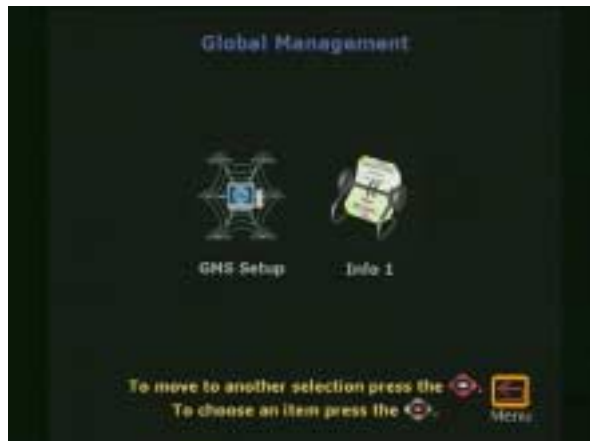 Global Management
GMS Setup
Info 1
To move to another selection press the
To choose an item press the
Menu